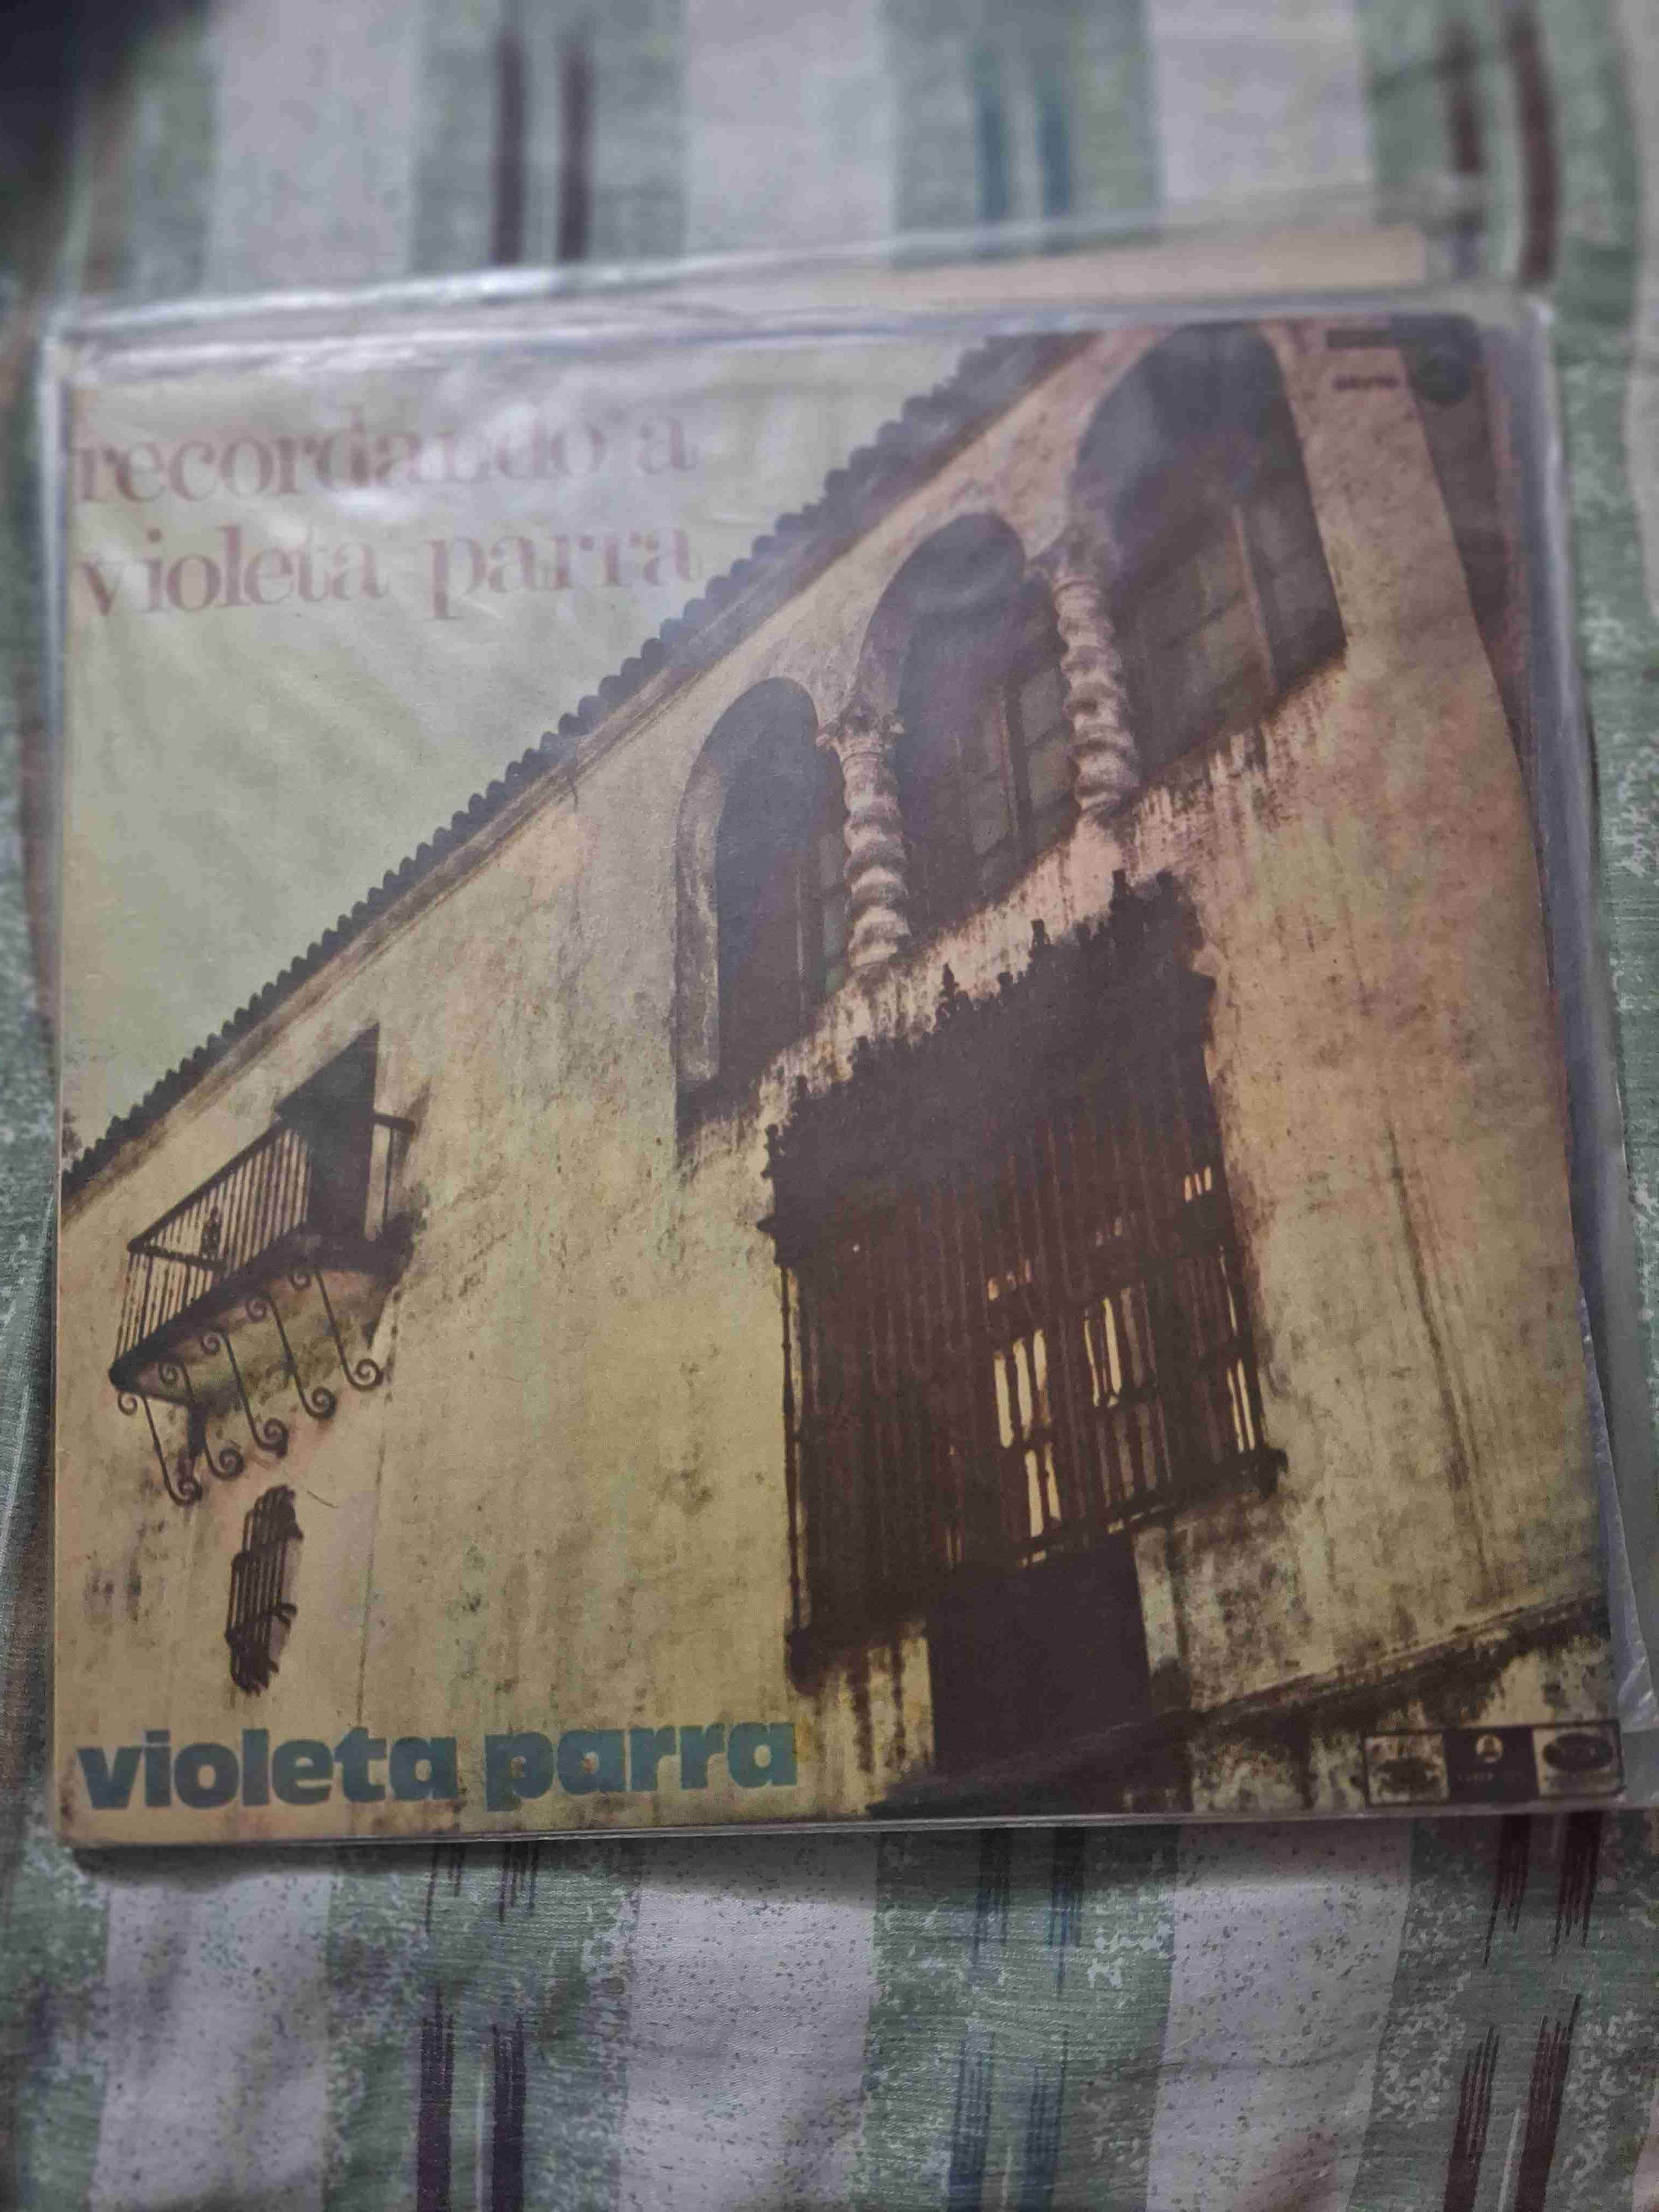 recordando a
violeta parra
violeta parra